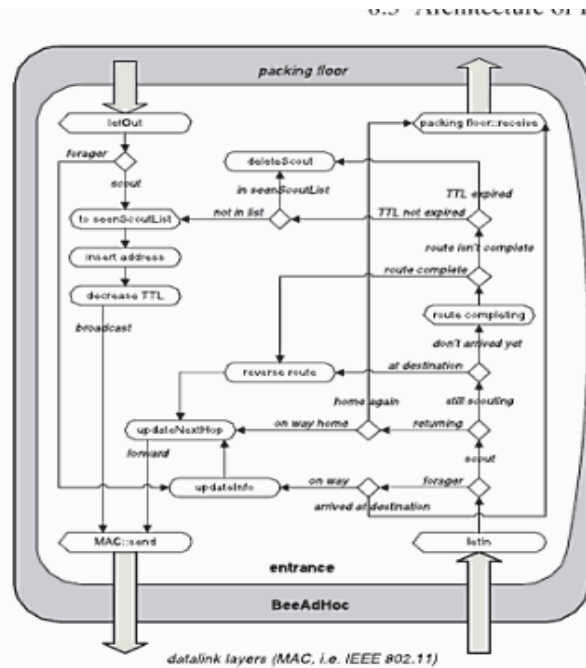 packing floor
letOut
packing floor::receive
forager
scout
deleteScout
in seenScoutList
TTL expired
to seenScoutList
not in list
TTL not expired
insert address
route isn't complete
decrease TTL
route complete
broadcast
route completing
don't arrived yet
reverse route
at destination
home again
still scouting
updateNextHop
on way home
returning
forward
scout
updateInfo
on way
forager
arrived at destination
MAC::send
letIn
entrance
BeeAdHoc
datalink layers (MAC, i.e. IEEE 802.11)